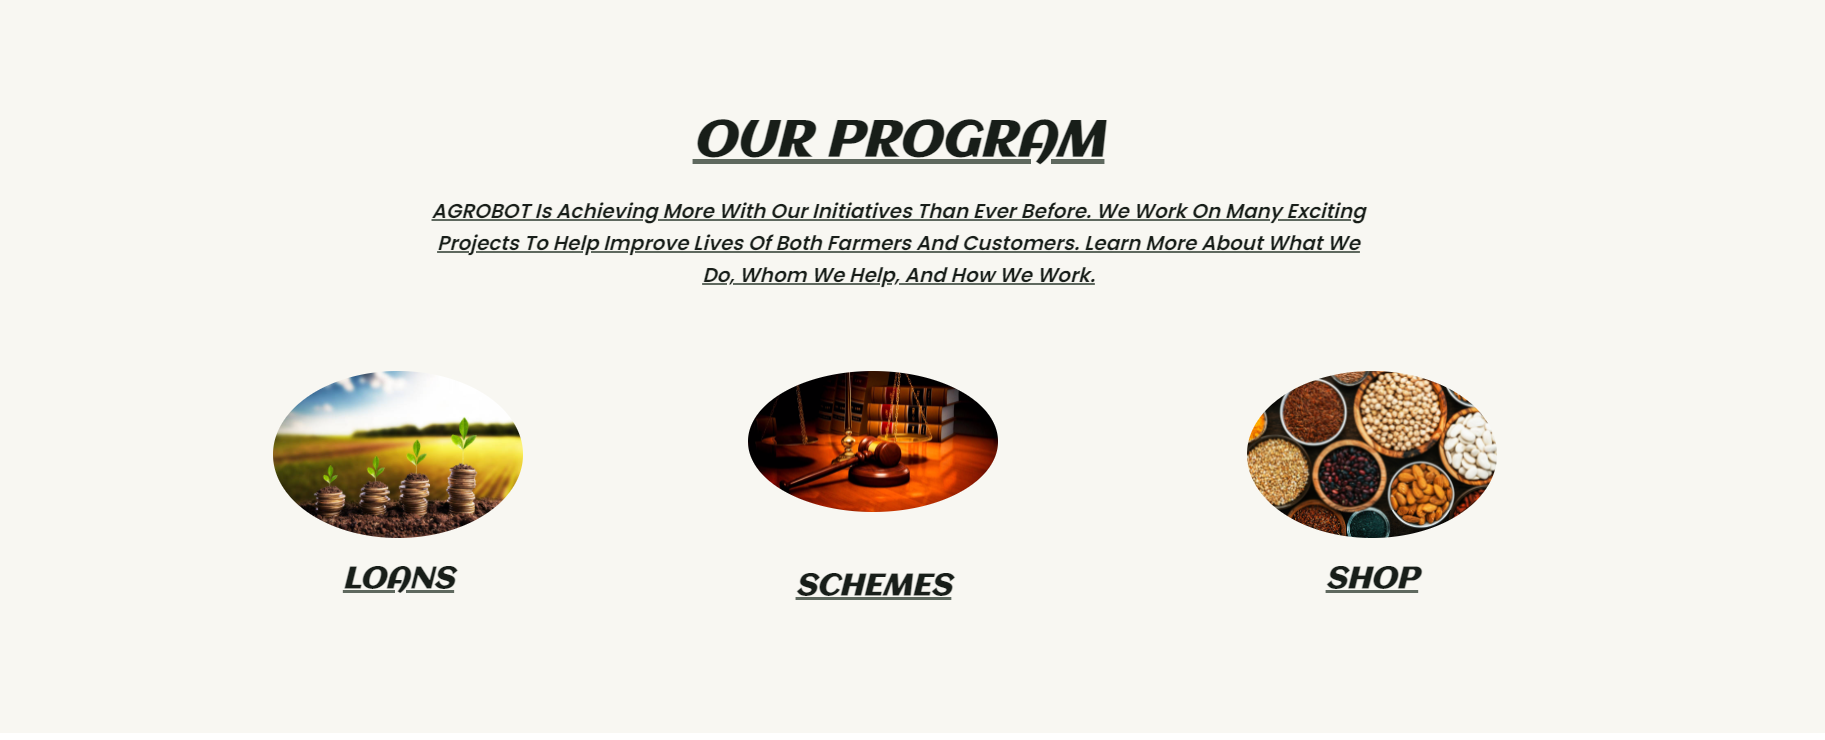 OUR PROGRAM
AGROBOT Is Achieving More With Our Initiatives Than Ever Before. We Work On Many Exciting
Projects To Help Improve Lives Of Both Farmers And Customers. Learn More About What We
Do, Whom We Help, And How We Work.
LOANS
SCHEMES
SHOP